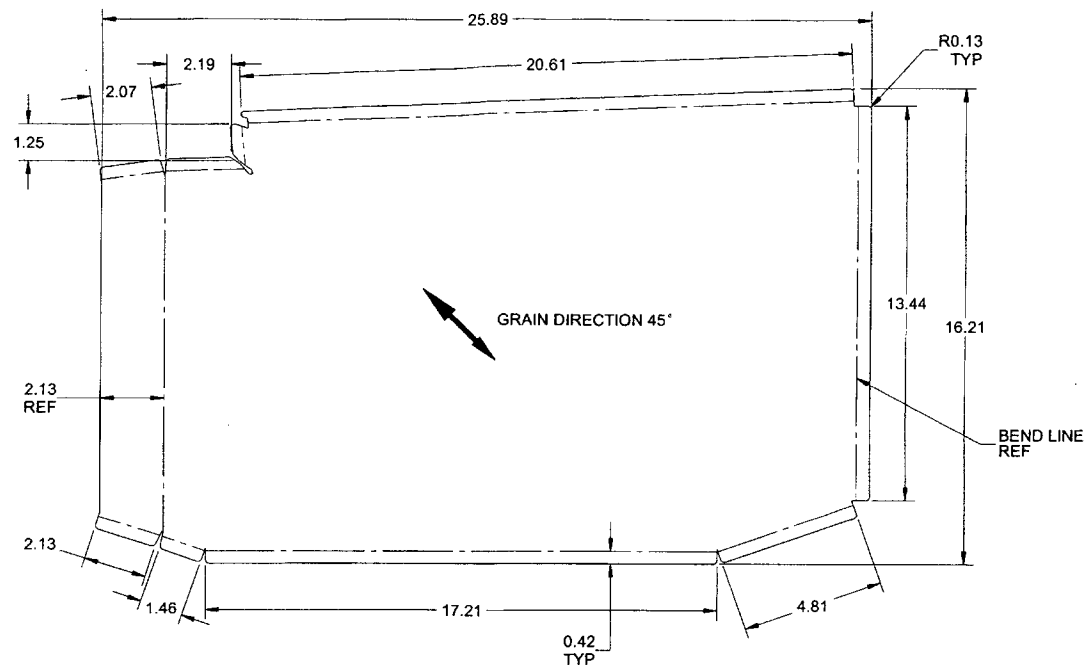 25.89
R0.13
TYP
2.19
20.61
2.07
1.25
GRAIN DIRECTION 45°
13.44
16.21
2.13
REF
BEND LINE
REF
2.13
1.46
17.21
4.81
0.42
TYP